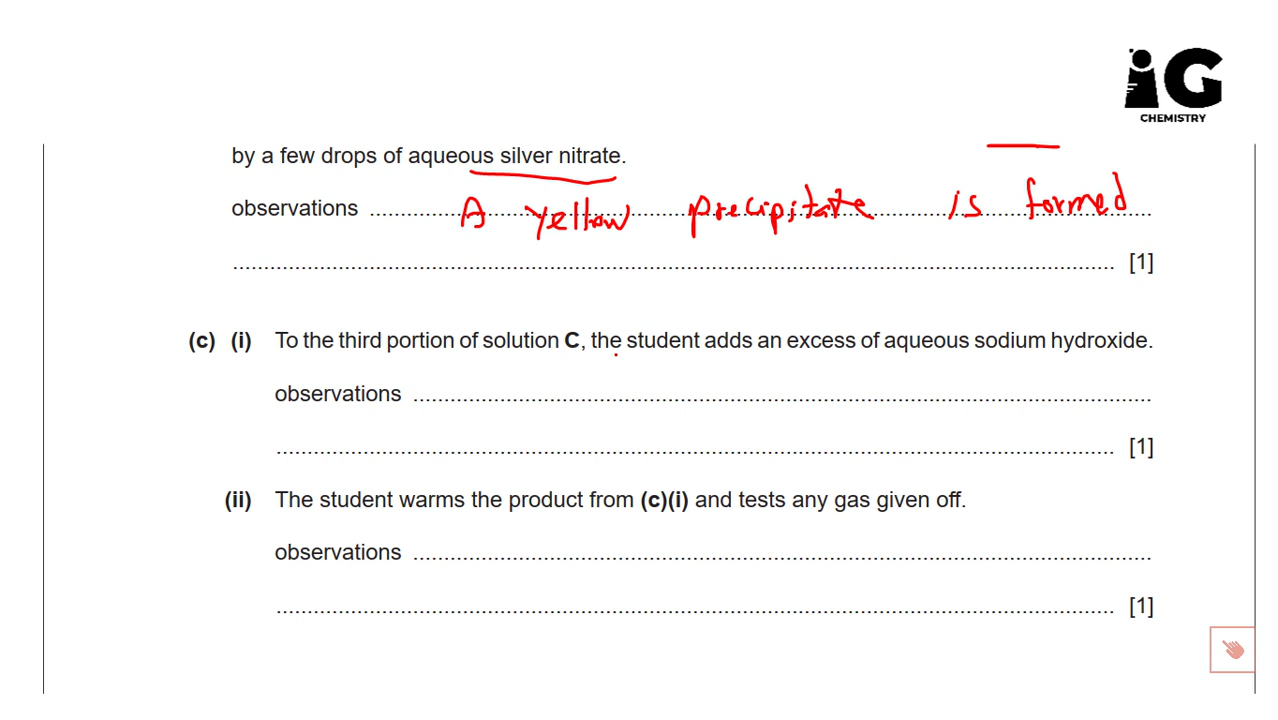 iG
CHEMISTRY
by a few drops of aqueous silver nitrate.
observations ........ A yellow precipitate is formed
........ [1]
(c) (i) To the third portion of solution C, the student adds an excess of aqueous sodium hydroxide.
observations ........
........ [1]
(ii) The student warms the product from (c)(i) and tests any gas given off.
observations ........
........ [1]